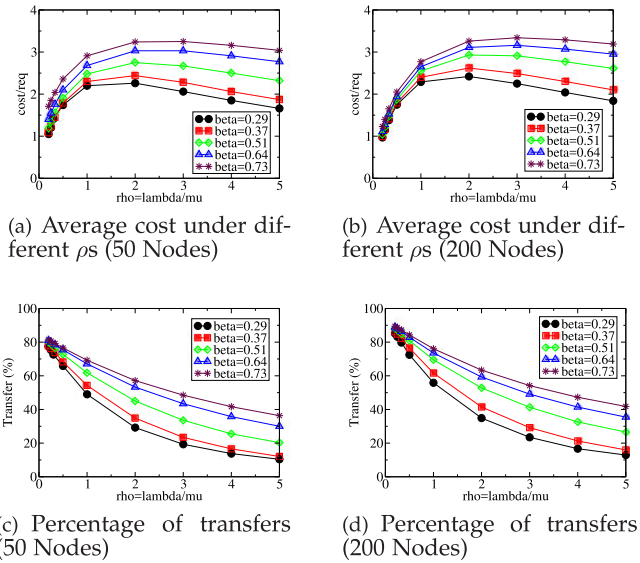 4
3
2
1
0
cost/req
beta=0.29
beta=0.37
beta=0.51
beta=0.64
beta=0.73
0 1 2 3 4 5
rho=lambda/mu
(a) Average cost under dif-
ferent ρs (50 Nodes)
4
3
2
1
0
cost/req
beta=0.29
beta=0.37
beta=0.51
beta=0.64
beta=0.73
0 1 2 3 4 5
rho=lambda/mu
(b) Average cost under dif-
ferent ρs (200 Nodes)
100
80
60
40
20
0
Transfer (%)
beta=0.29
beta=0.37
beta=0.51
beta=0.64
beta=0.73
0 1 2 3 4 5
rho=lambda/mu
(c) Percentage of transfers
(50 Nodes)
100
80
60
40
20
0
Transfer (%)
beta=0.29
beta=0.37
beta=0.51
beta=0.64
beta=0.73
0 1 2 3 4 5
rho=lambda/mu
(d) Percentage of transfers
(200 Nodes)